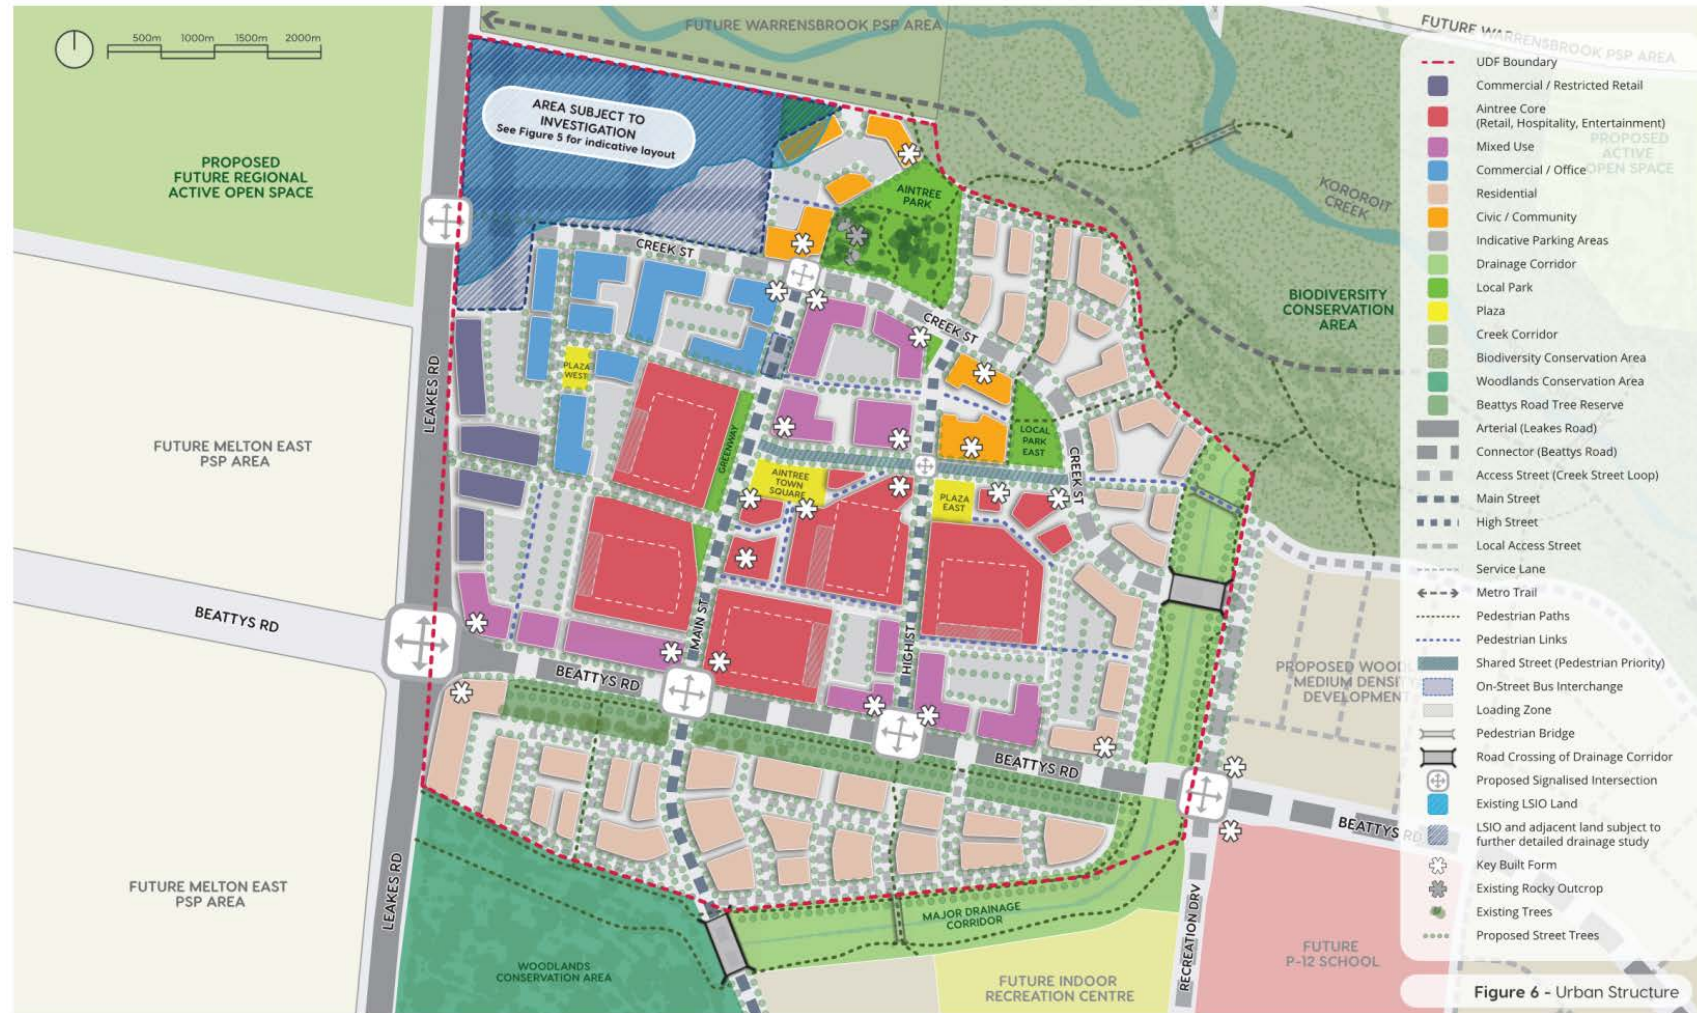 500m 1000m 1500m 2000m
FUTURE WARRENSBROOK PSP AREA
FUTURE WARRENSBROOK PSP AREA
AREA SUBJECT TO
INVESTIGATION
See Figure 5 for indicative layout
PROPOSED
FUTURE REGIONAL
ACTIVE OPEN SPACE
AINTREE
PARK
KOROROIT
CREEK
PROPOSED
ACTIVE
OPEN SPACE
CREEK ST
CREEK ST
BIODIVERSITY
CONSERVATION
AREA
LEAKES RD
PLAZA
WEST
FUTURE MELTON EAST
PSP AREA
GREENWAY
LOCAL
PARK
EAST
CREEK ST
AINTREE
TOWN
SQUARE
PLAZA
EAST
BEATTYS RD
MAIN ST
HIGH ST
BEATTYS RD
BEATTYS RD
BEATTYS RD
PROPOSED WOODL
MEDIUM DENSITY
DEVELOPMENT
FUTURE MELTON EAST
PSP AREA
LEAKES RD
WOODLANDS
CONSERVATION AREA
MAJOR DRAINAGE
CORRIDOR
FUTURE INDOOR
RECREATION CENTRE
RECREATION DRV
FUTURE
P-12 SCHOOL
UDF Boundary
Commercial / Restricted Retail
Aintree Core
(Retail, Hospitality, Entertainment)
Mixed Use
Commercial / Office
Residential
Civic / Community
Indicative Parking Areas
Drainage Corridor
Local Park
Plaza
Creek Corridor
Biodiversity Conservation Area
Woodlands Conservation Area
Beattys Road Tree Reserve
Arterial (Leakes Road)
Connector (Beattys Road)
Access Street (Creek Street Loop)
Main Street
High Street
Local Access Street
Service Lane
Metro Trail
Pedestrian Paths
Pedestrian Links
Shared Street (Pedestrian Priority)
On-Street Bus Interchange
Loading Zone
Pedestrian Bridge
Road Crossing of Drainage Corridor
Proposed Signalised Intersection
Existing LSIO Land
LSIO and adjacent land subject to
further detailed drainage study
Key Built Form
Existing Rocky Outcrop
Existing Trees
Proposed Street Trees
Figure 6 - Urban Structure